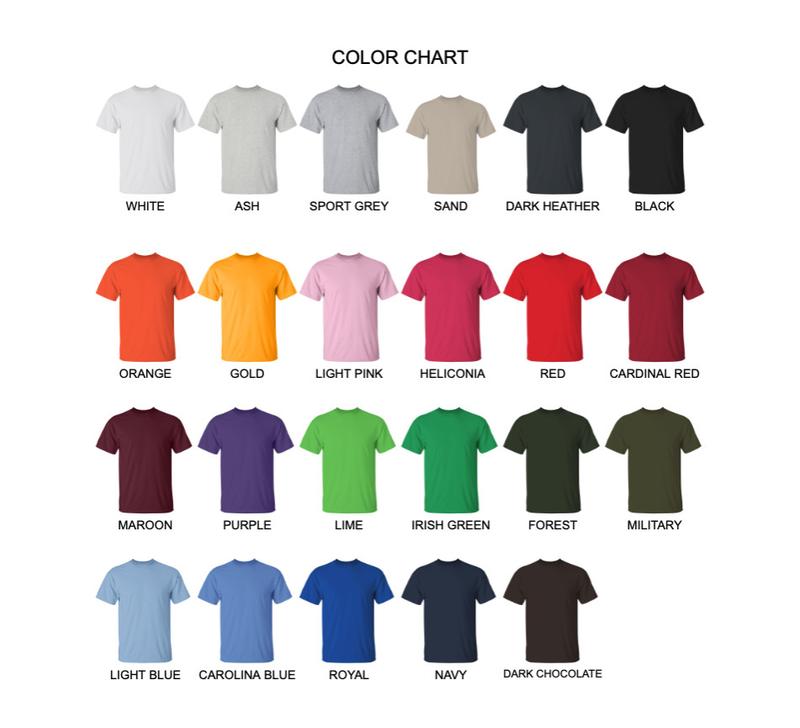 COLOR CHART
WHITE ASH SPORT GREY SAND DARK HEATHER BLACK
ORANGE GOLD LIGHT PINK HELICONIA RED CARDINAL RED
MAROON PURPLE LIME IRISH GREEN FOREST MILITARY
LIGHT BLUE CAROLINA BLUE ROYAL NAVY DARK CHOCOLATE